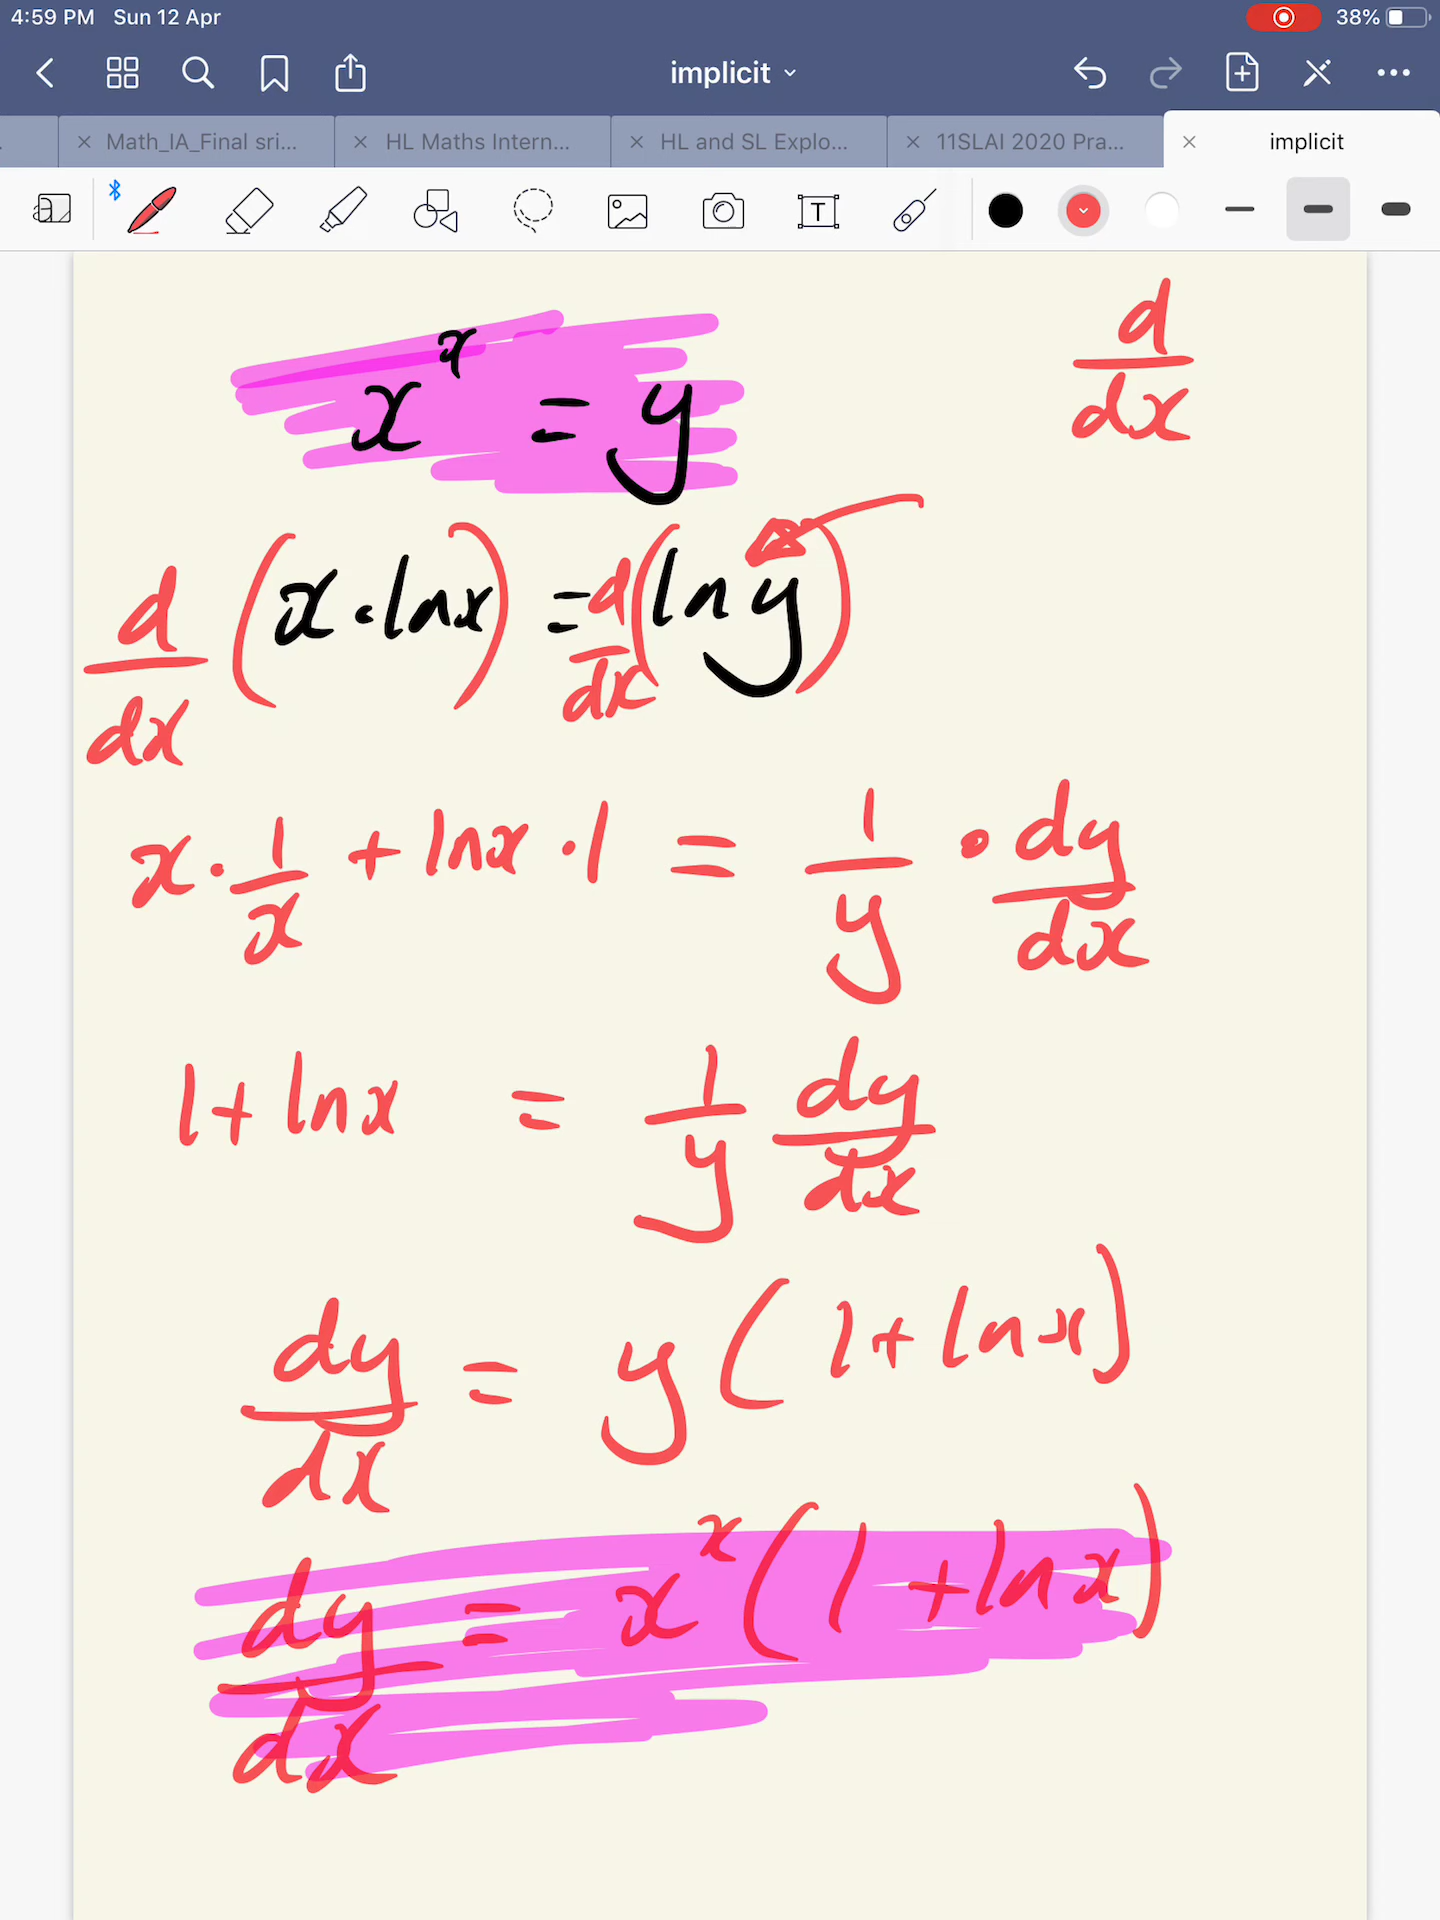 4:59 PM Sun 12 Apr 38%
implicit
Math_IA_Final sri... HL Maths Intern... HL and SL Explo... 11SLAI 2020 Pra... implicit
d/dx
x^x = y
d/dx (x · ln x) = d/dx (ln y)
x · 1/x + ln x · 1 = 1/y · dy/dx
1 + ln x = 1/y dy/dx
dy/dx = y (1 + ln x)
dy/dx = x^x (1 + ln x)